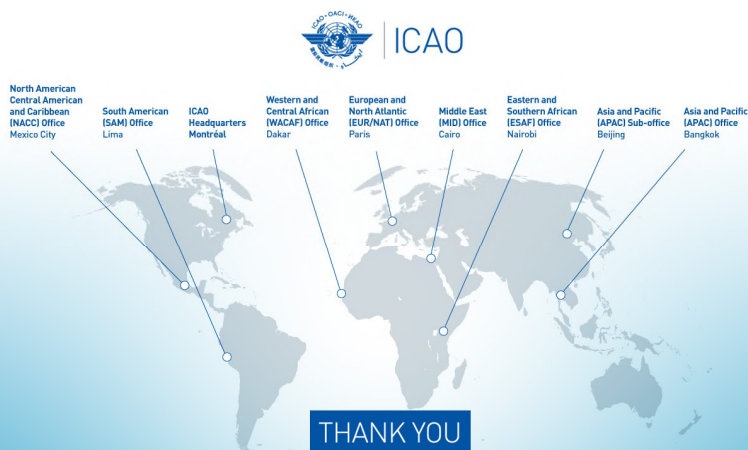 ICAO · OACI · ИКАО
ICAO
North American
Central American
and Caribbean
(NACC) Office
Mexico City
South American
(SAM) Office
Lima
ICAO
Headquarters
Montréal
Western and
Central African
(WACAF) Office
Dakar
European and
North Atlantic
(EUR/NAT) Office
Paris
Middle East
(MID) Office
Cairo
Eastern and
Southern African
(ESAF) Office
Nairobi
Asia and Pacific
(APAC) Sub-office
Beijing
Asia and Pacific
(APAC) Office
Bangkok
THANK YOU